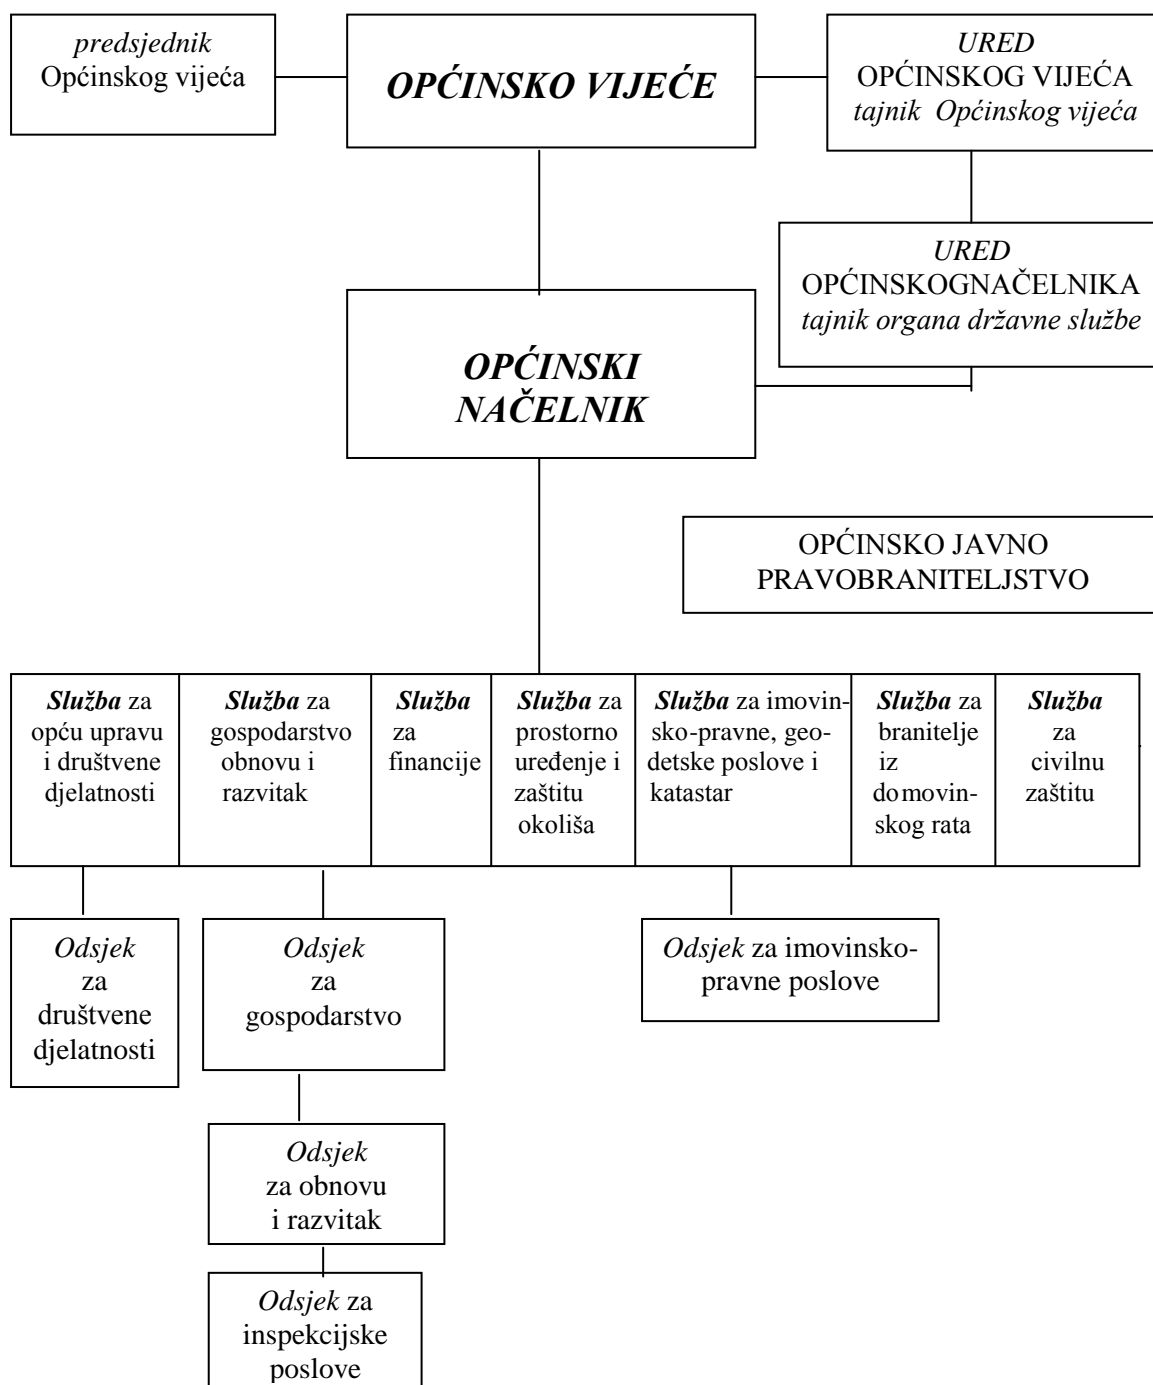 predsjednik
Općinskog vijeća
OPĆINSKO VIJEĆE
URED
OPĆINSKOG VIJEĆA
tajnik Općinskog vijeća
URED
OPĆINSKOGNAČELNIKA
tajnik organa državne službe
OPĆINSKI
NAČELNIK
OPĆINSKO JAVNO
PRAVOBRANITELJSTVO
Služba za
opću upravu
i društvene
djelatnosti
Služba za
gospodarstvo
obnovu i
razvitak
Služba
za
financije
Služba za
prostorno
uređenje i
zaštitu
okoliša
Služba za imovin-
sko-pravne, geo-
detske poslove i
katastar
Služba za
branitelje
iz
domovin-
skog rata
Služba
za
civilnu
zaštitu
Odsjek
za
društvene
djelatnosti
Odsjek
za
gospodarstvo
Odsjek za imovinsko-
pravne poslove
Odsjek
za obnovu
i razvitak
Odsjek za
inspekcijske
poslove